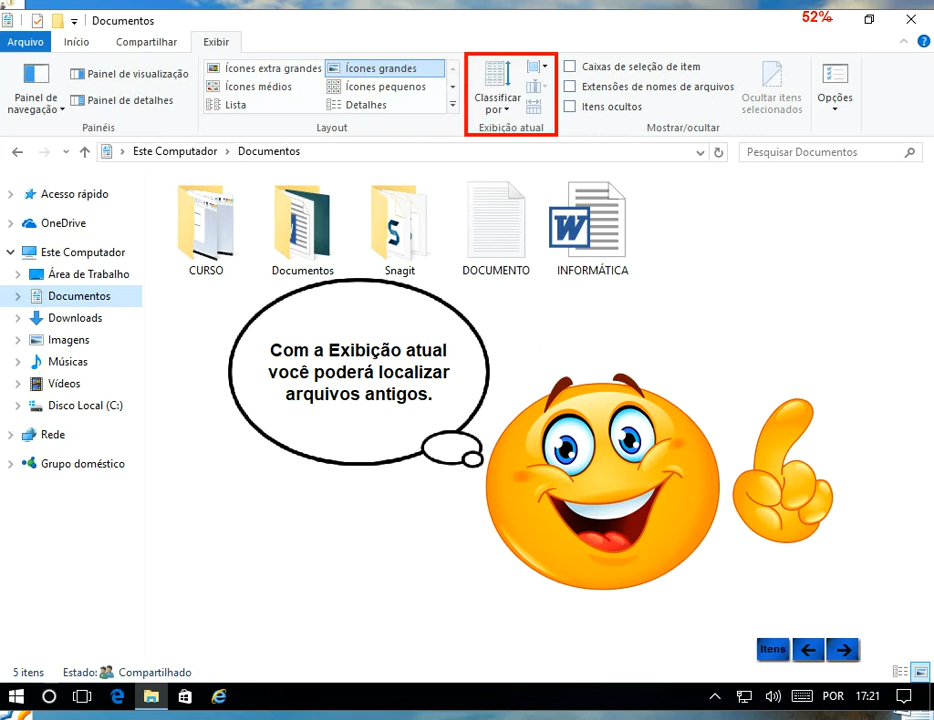 Documentos
52%
Arquivo Início Compartilhar Exibir
Painel de navegação
Painel de visualização
Painel de detalhes
Painéis
Ícones extra grandes
Ícones grandes
Ícones médios
Ícones pequenos
Lista
Detalhes
Layout
Classificar
por
Exibição atual
Caixas de seleção de item
Extensões de nomes de arquivos
Itens ocultos
Ocultar itens
selecionados
Mostrar/ocultar
Opções
Este Computador
Documentos
Pesquisar Documentos
Acesso rápido
OneDrive
Este Computador
Área de Trabalho
Documentos
Downloads
Imagens
Músicas
Vídeos
Disco Local (C:)
Rede
Grupo doméstico
CURSO
Documentos
Snagit
DOCUMENTO
INFORMÁTICA
Com a Exibição atual
você poderá localizar
arquivos antigos.
Itens
5 itens
Estado:
Compartilhado
POR
17:21